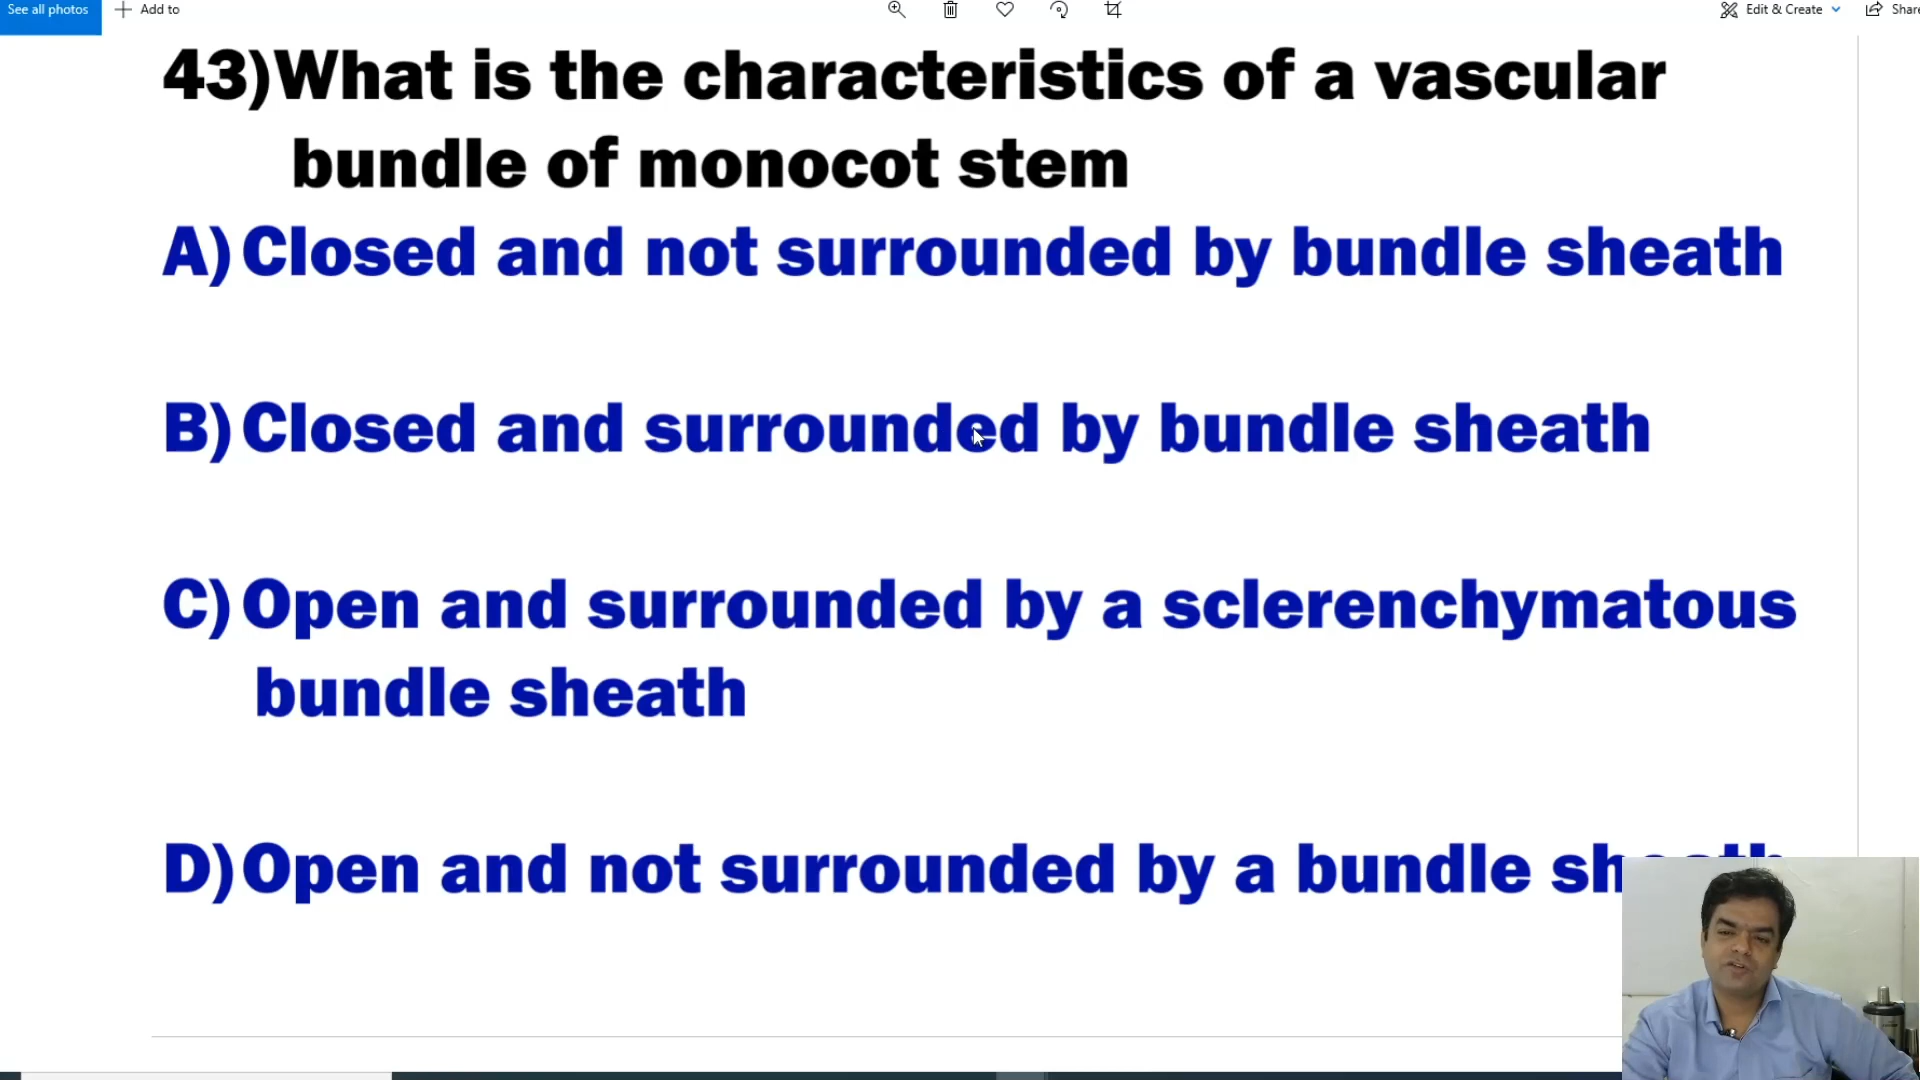 See all photos
Add to
Edit & Create
Share
43)What is the characteristics of a vascular
bundle of monocot stem
A) Closed and not surrounded by bundle sheath
B) Closed and surrounded by bundle sheath
C) Open and surrounded by a sclerenchymatous
bundle sheath
D) Open and not surrounded by a bundle sheath